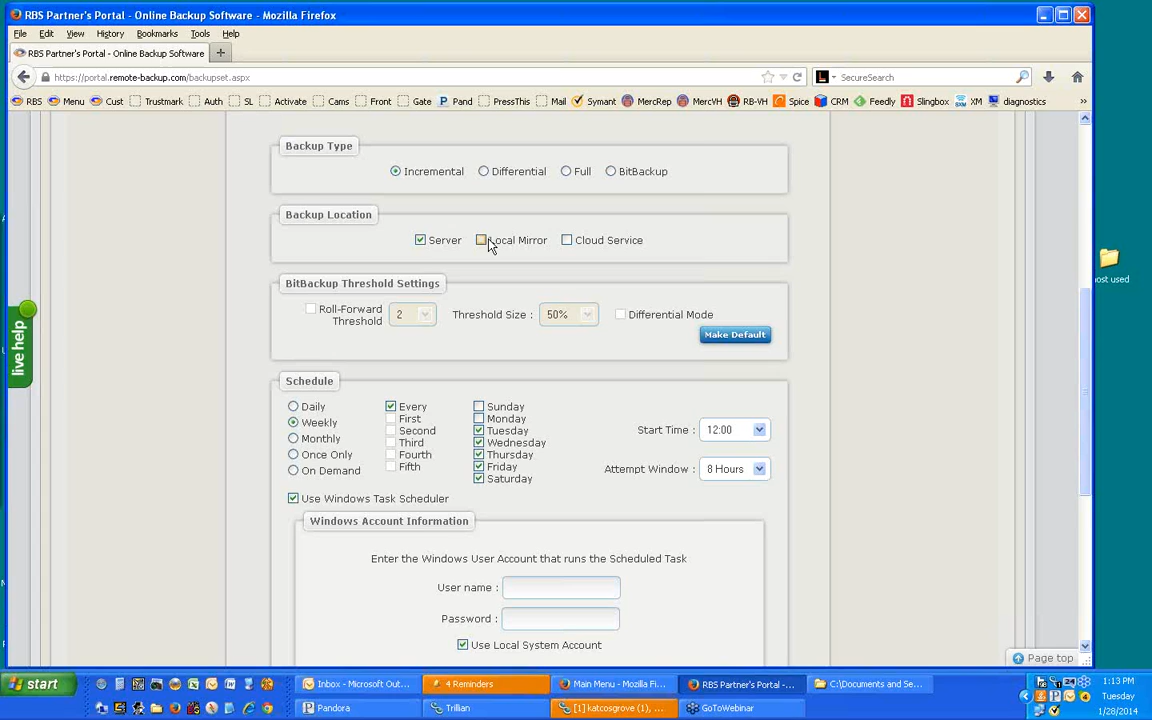 RBS Partner's Portal - Online Backup Software - Mozilla Firefox
File Edit View History Bookmarks Tools Help
RBS Partner's Portal - Online Backup Software
https://portal.remote-backup.com/backupset.aspx
SecureSearch
RBS Menu Cust Trustmark Auth SL Activate Cams Front Gate Pand PressThis Mail Symant MercRep MercVH RB-VH Spice CRM Feedly Slingbox XM diagnostics
Backup Type
Incremental Differential Full BitBackup
Backup Location
Server Local Mirror Cloud Service
ost used
BitBackup Threshold Settings
Roll-Forward Threshold 2 Threshold Size : 50% Differential Mode
Make Default
live help
Schedule
Daily Every Sunday
Weekly First Monday
Monthly Second Tuesday
Once Only Third Wednesday
On Demand Fourth Thursday
Fifth Friday
Saturday
Start Time : 12:00
Attempt Window : 8 Hours
Use Windows Task Scheduler
Windows Account Information
Enter the Windows User Account that runs the Scheduled Task
User name :
Password :
Use Local System Account
Page top
start
Inbox - Microsoft Out... 4 Reminders Main Menu - Mozilla Fi... RBS Partner's Portal -... C:\Documents and Se...
Pandora Trillian [1] katcosgrove (1), ... GoToWebinar
1:13 PM
Tuesday
1/28/2014